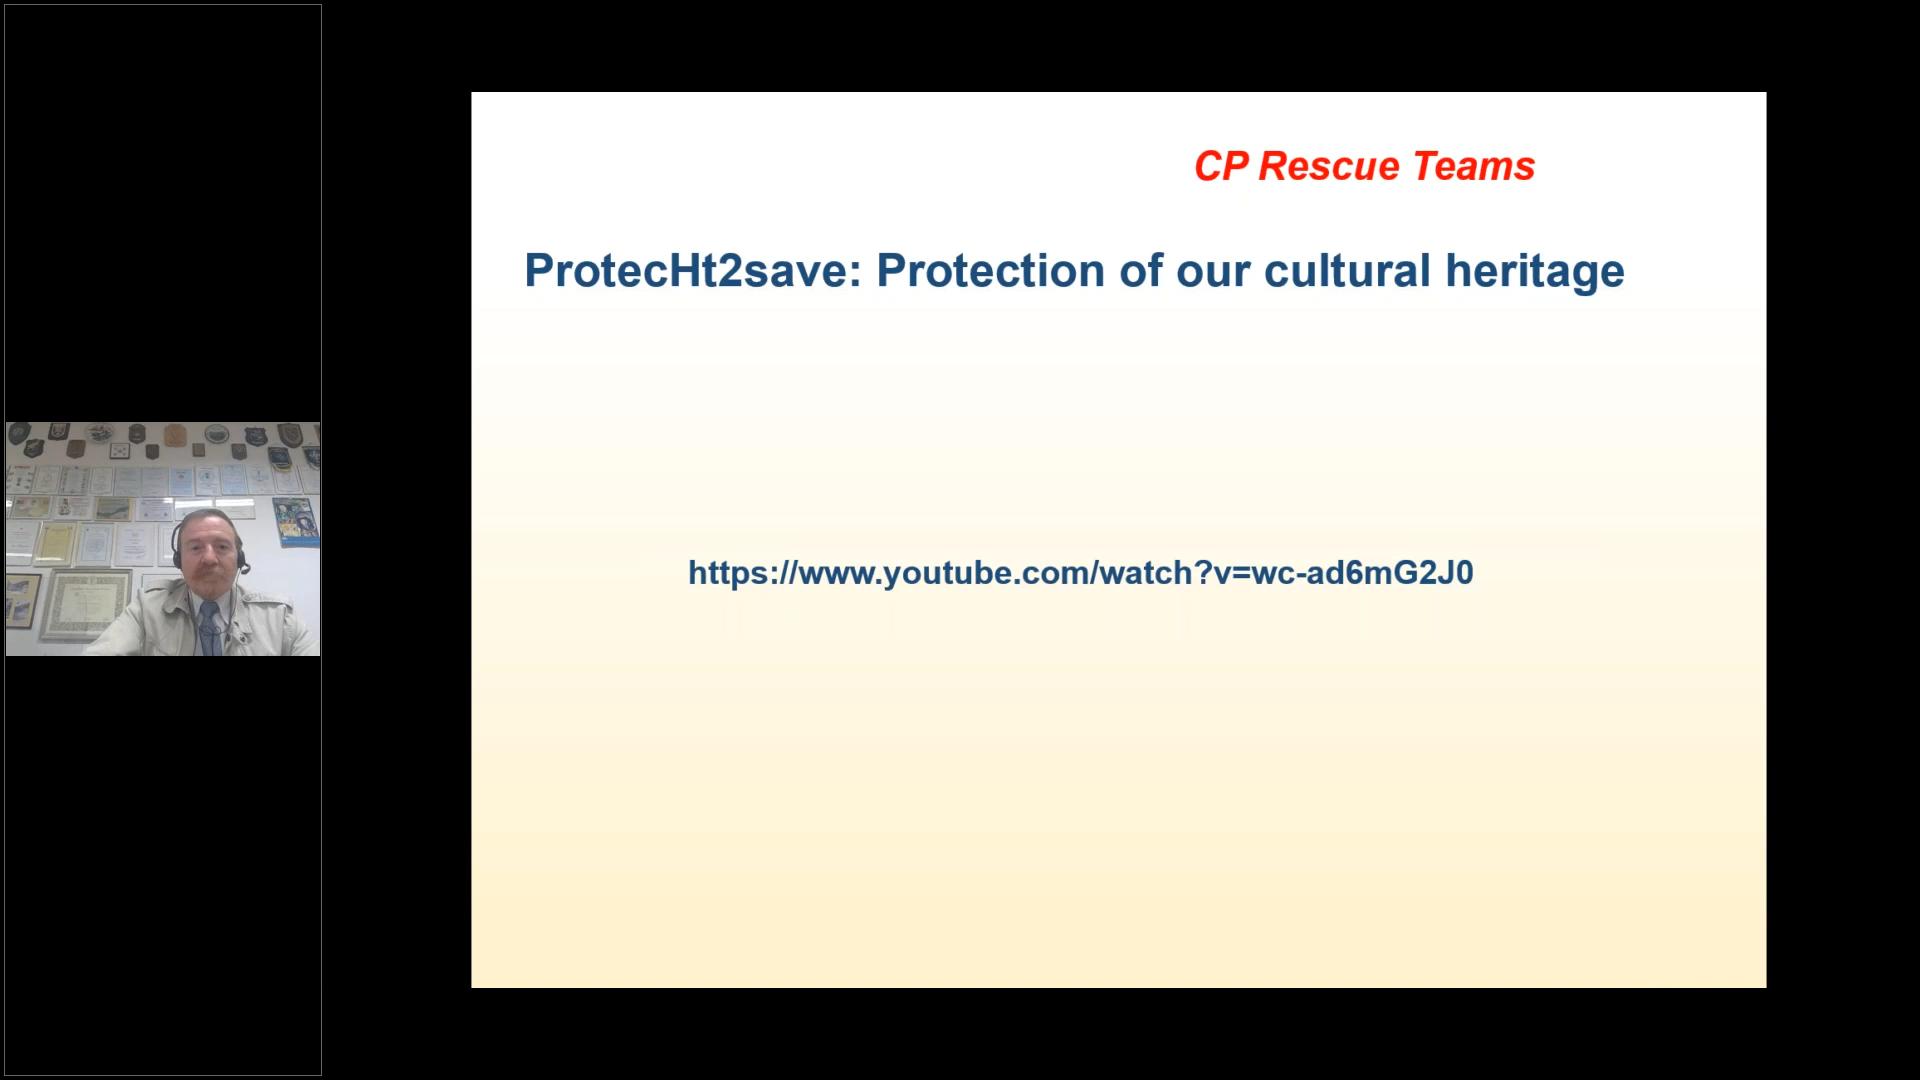 CP Rescue Teams
ProtecHt2save: Protection of our cultural heritage
https://www.youtube.com/watch?v=wc-ad6mG2J0